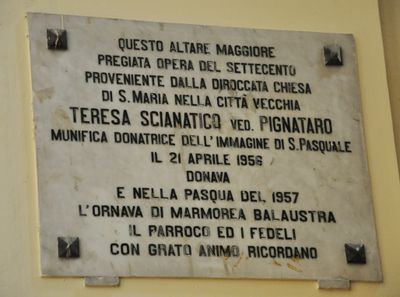 QUESTO ALTARE MAGGIORE
PREGIATA OPERA DEL SETTECENTO
PROVENIENTE DALLA DIROCCATA CHIESA
DI S. MARIA NELLA CITTÀ VECCHIA
TERESA SCIANATICO VED. PIGNATARO
MUNIFICA DONATRICE DELL'IMMAGINE DI S. PASQUALE
IL 21 APRILE 1956
DONAVA
E NELLA PASQUA DEL 1957
L'ORNAVA DI MARMOREA BALAUSTRA
IL PARROCO ED I FEDELI
CON GRATO ANIMO RICORDANO